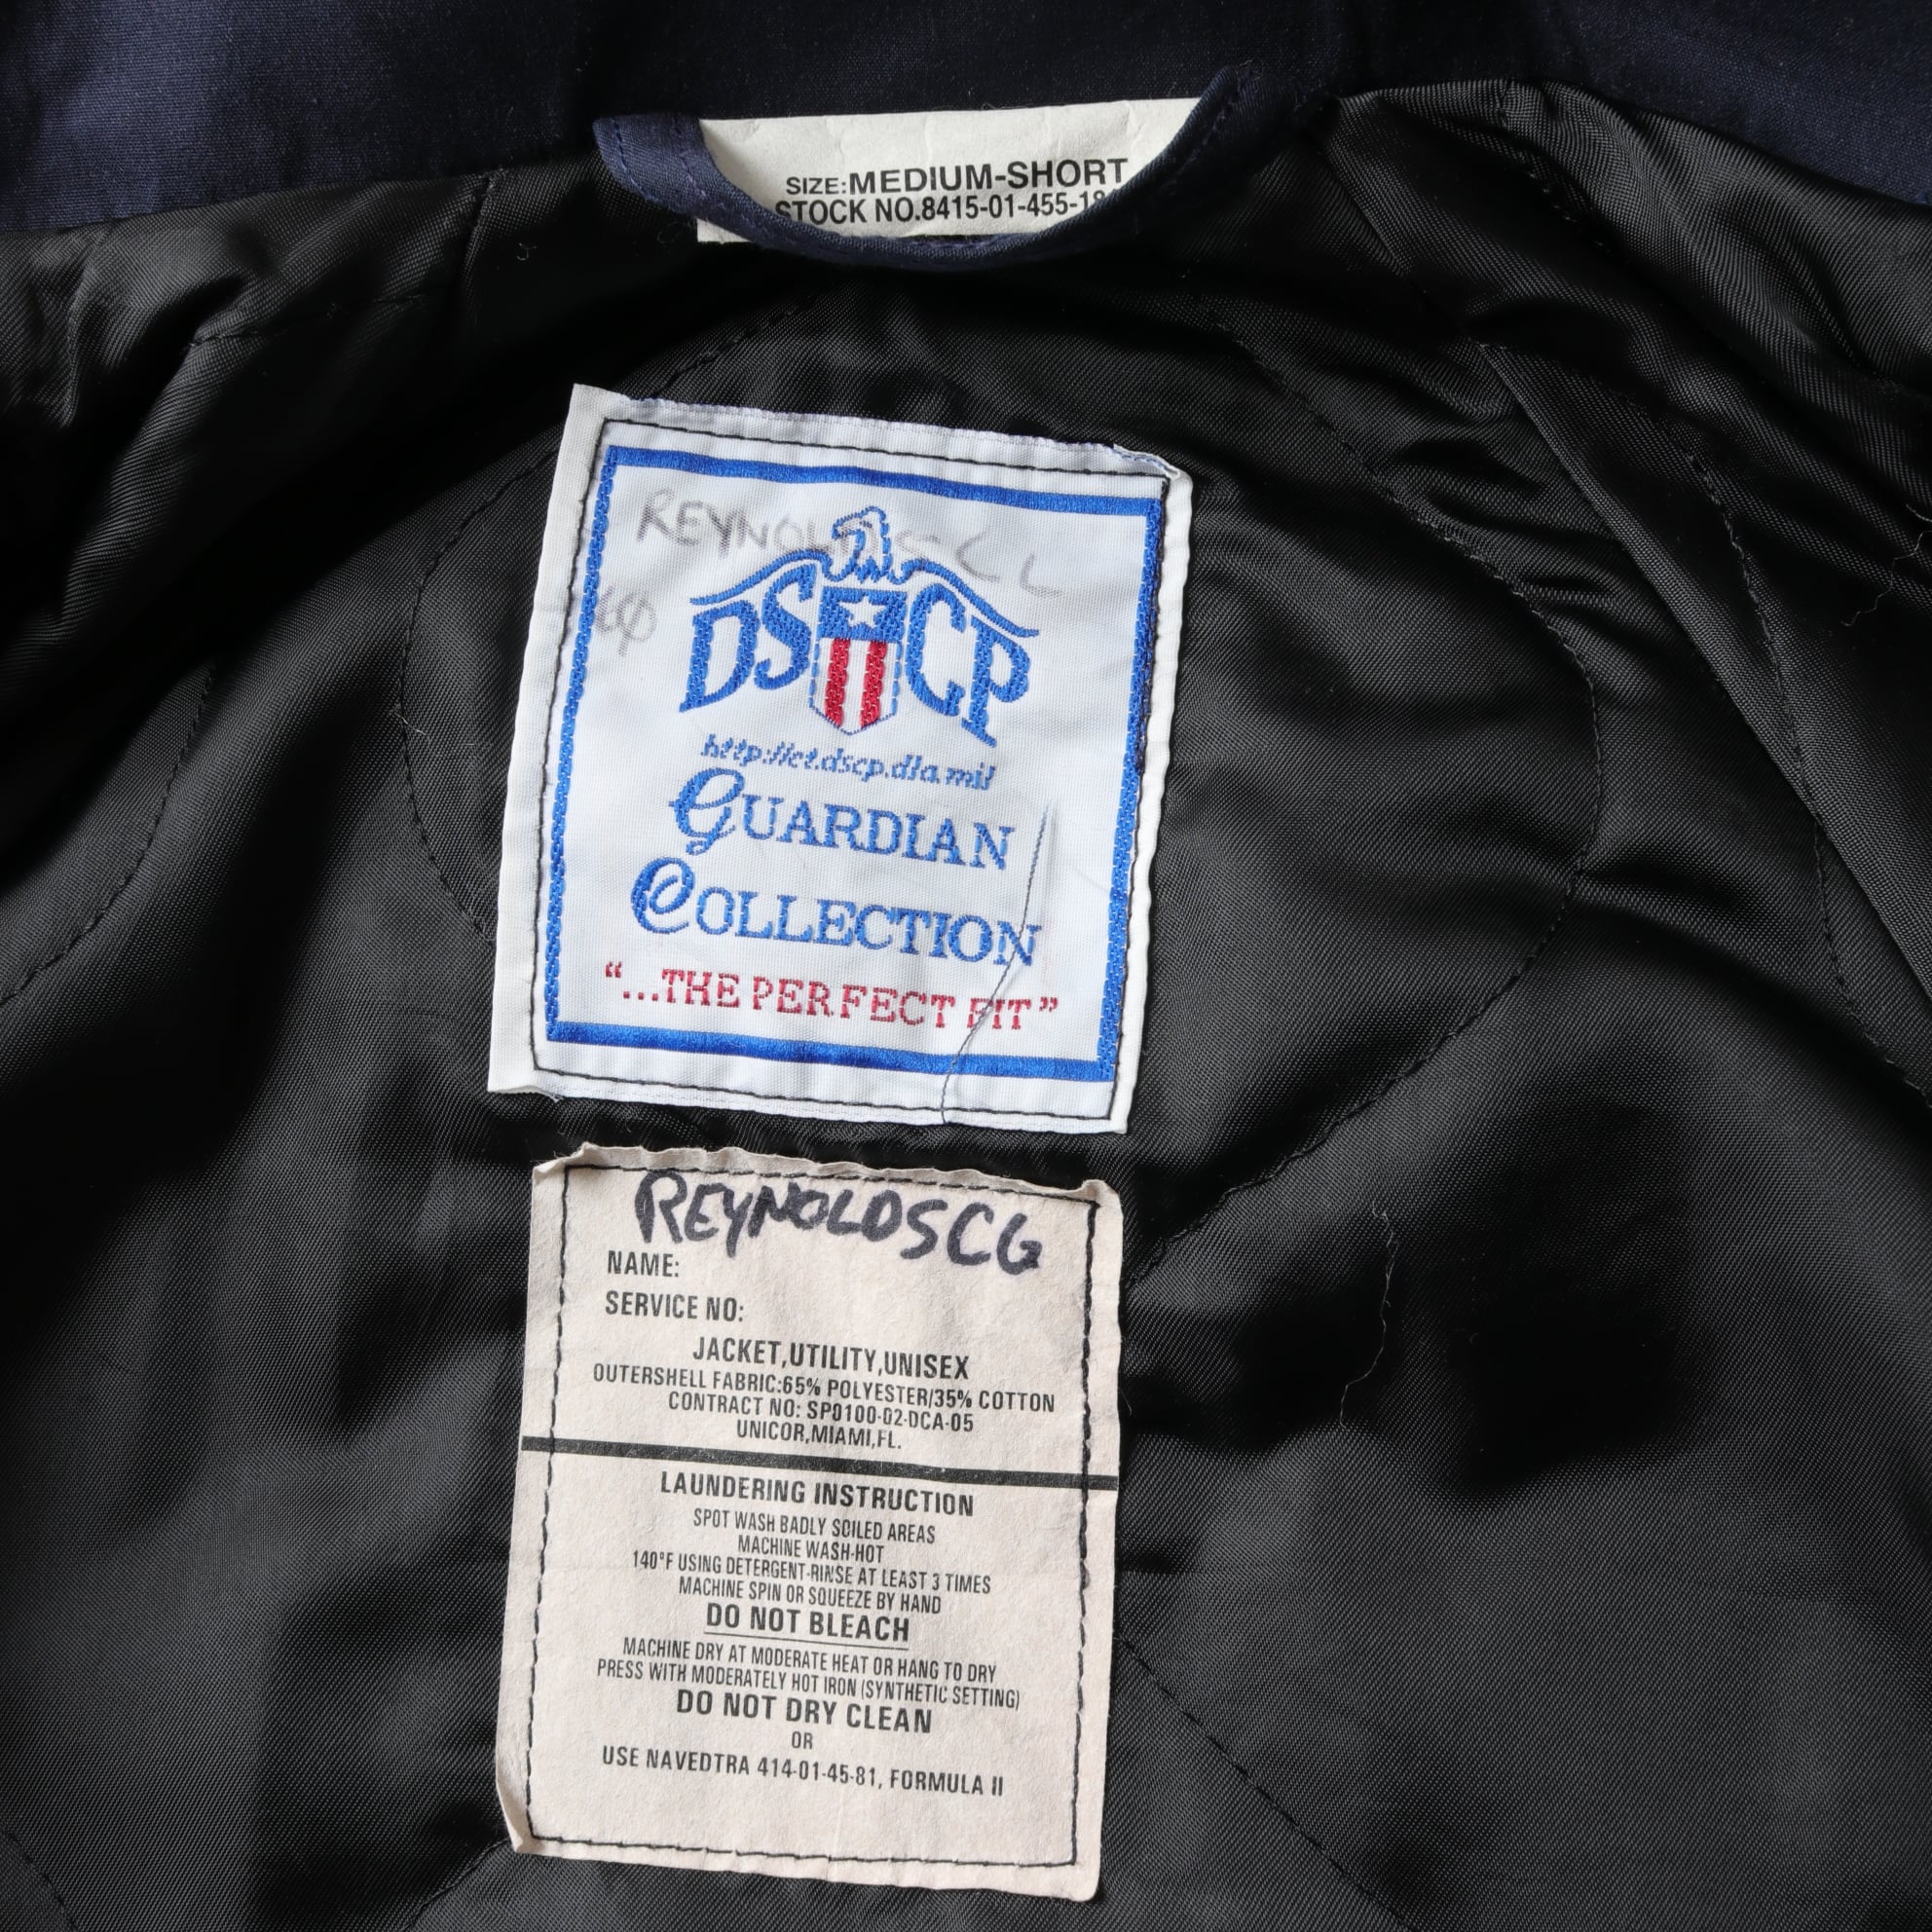 SIZE:MEDIUM-SHORT
STOCK NO.8415-01-455-18
REYNOLDS CL
DSCP
http://ct.dscp.dla.mil
GUARDIAN
COLLECTION
"...THE PERFECT FIT"
REYNOLDS CG
NAME:
SERVICE NO:
JACKET,UTILITY,UNISEX
OUTERSHELL FABRIC:65% POLYESTER/35% COTTON
CONTRACT NO: SP0100-02-DCA-05
UNICOR,MIAMI,FL.
LAUNDERING INSTRUCTION
SPOT WASH BADLY SOILED AREAS
MACHINE WASH-HOT
140°F USING DETERGENT-RINSE AT LEAST 3 TIMES
MACHINE SPIN OR SQUEEZE BY HAND
DO NOT BLEACH
MACHINE DRY AT MODERATE HEAT OR HANG TO DRY
PRESS WITH MODERATELY HOT IRON (SYNTHETIC SETTING)
DO NOT DRY CLEAN
OR
USE NAVEDTRA 414-01-45-81, FORMULA II